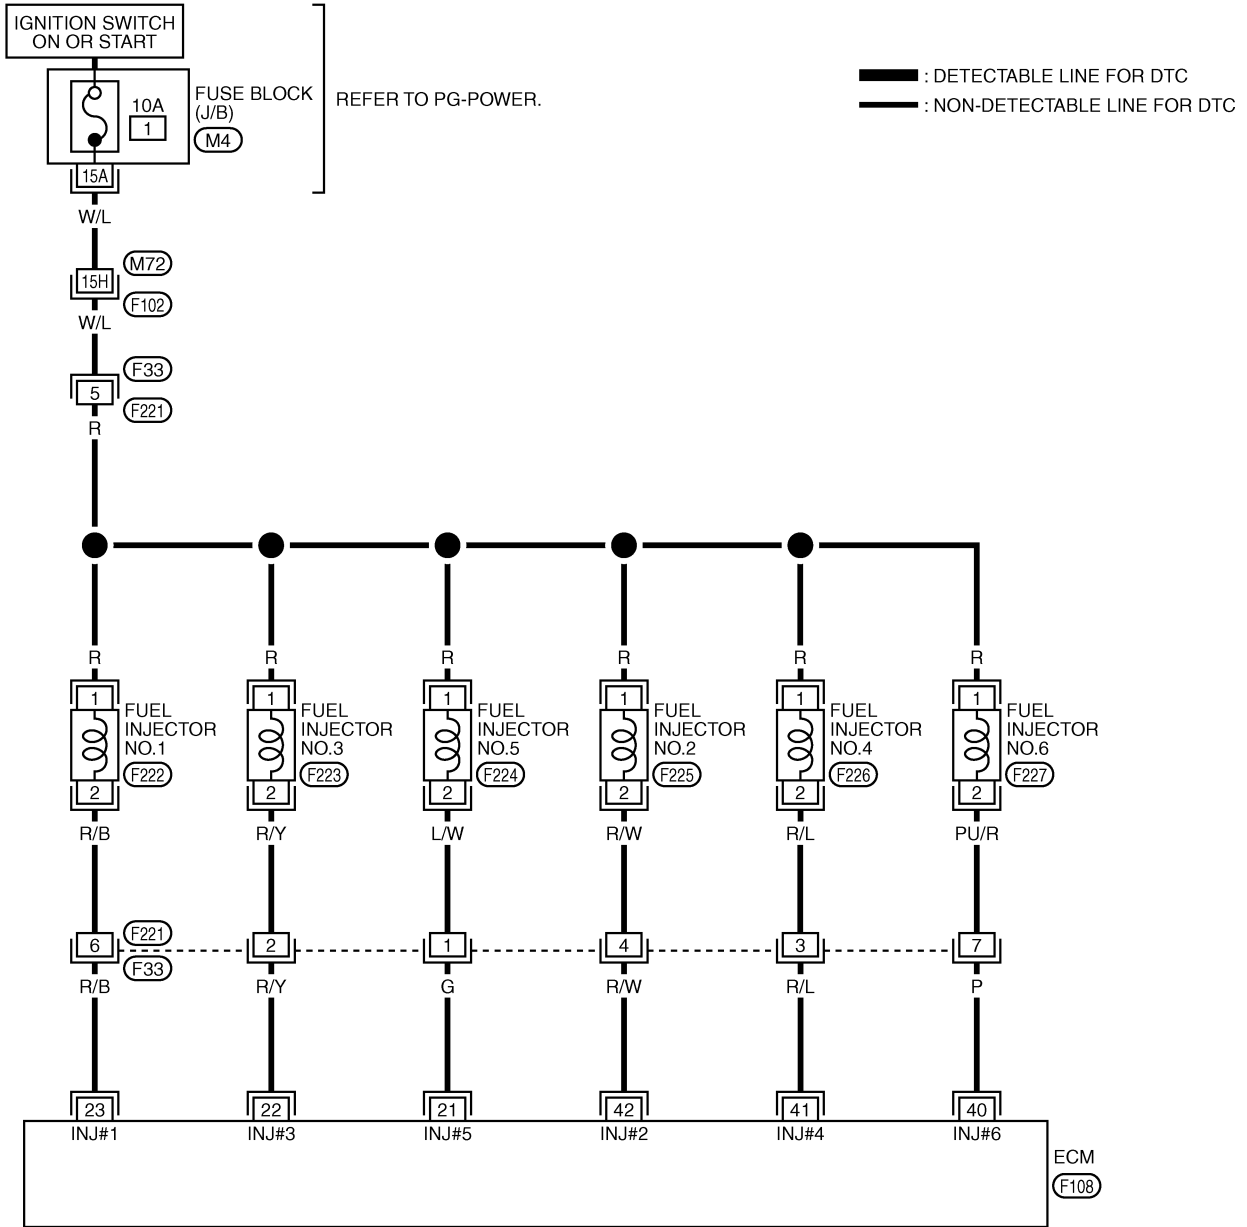 IGNITION SWITCH
ON OR START
FUSE BLOCK
(J/B)
M4
10A
1
REFER TO PG-POWER.
: DETECTABLE LINE FOR DTC
: NON-DETECTABLE LINE FOR DTC
15A
W/L
M72
15H
F102
W/L
F33
5
F221
R
R R R R R R
1 1 1 1 1 1
FUEL INJECTOR NO.1
F222
FUEL INJECTOR NO.3
F223
FUEL INJECTOR NO.5
F224
FUEL INJECTOR NO.2
F225
FUEL INJECTOR NO.4
F226
FUEL INJECTOR NO.6
F227
2 2 2 2 2 2
R/B R/Y L/W R/W R/L PU/R
F221
6 2 1 4 3 7
F33
R/B R/Y G R/W R/L P
23 22 21 42 41 40
INJ#1 INJ#3 INJ#5 INJ#2 INJ#4 INJ#6
ECM
F108